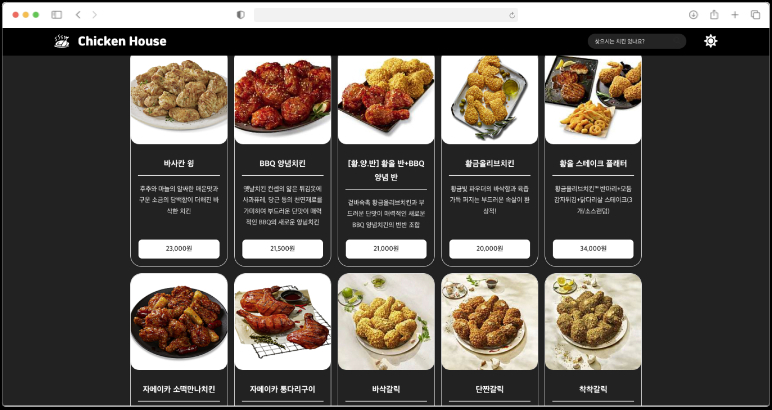 Chicken House
찾으시는 치킨 있나요?
바사칸 윙
후추와 마늘의 알싸한 매운맛과
구운 소금의 담백함이 더해진 바
삭한 치킨
23,000원
BBQ 양념치킨
옛날치킨 컨셉의 얇은 튀김옷에
사과퓨레, 당근 등의 천연재료를
가미하여 부드러운 단맛이 매력
적인 BBQ의 새로운 양념치킨
21,500원
[황.양.반] 황올 반+BBQ
양념 반
겉바속촉 황금올리브치킨과 부
드러운 단맛이 매력적인 새로운
BBQ 양념치킨의 반반 조합
21,000원
황금올리브치킨
황금빛 파우더의 바삭함과 육즙
가득 퍼지는 부드러운 속살이 환
상적!
20,000원
황올 스테이크 플래터
황금올리브치킨™ 반마리+모둠
감자튀김+닭다리살 스테이크(3
개/소스랜덤)
34,000원
자메이카 소떡만나치킨
자메이카 통다리구이
바삭갈릭
단짠갈릭
착착갈릭